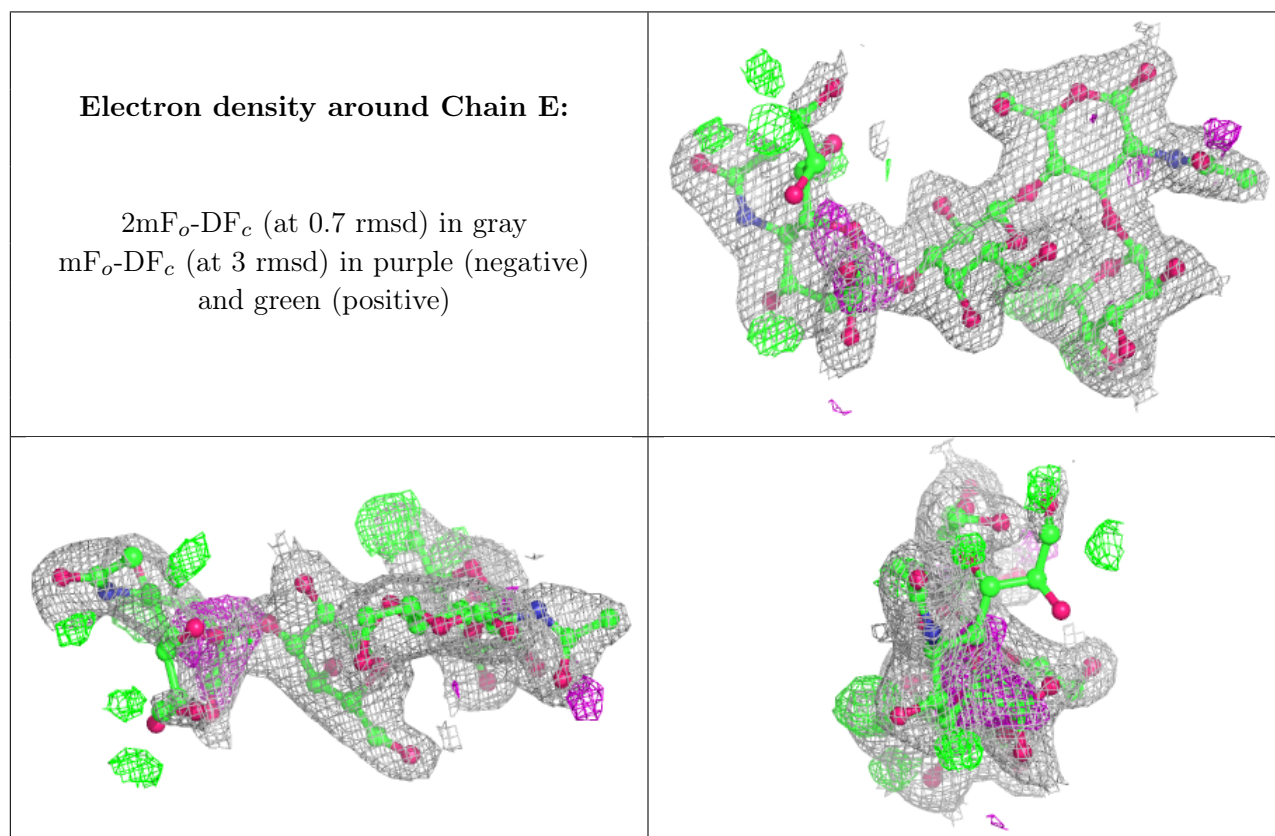 Electron density around Chain E:
2mFo-DFc (at 0.7 rmsd) in gray
mFo-DFc (at 3 rmsd) in purple (negative)
and green (positive)